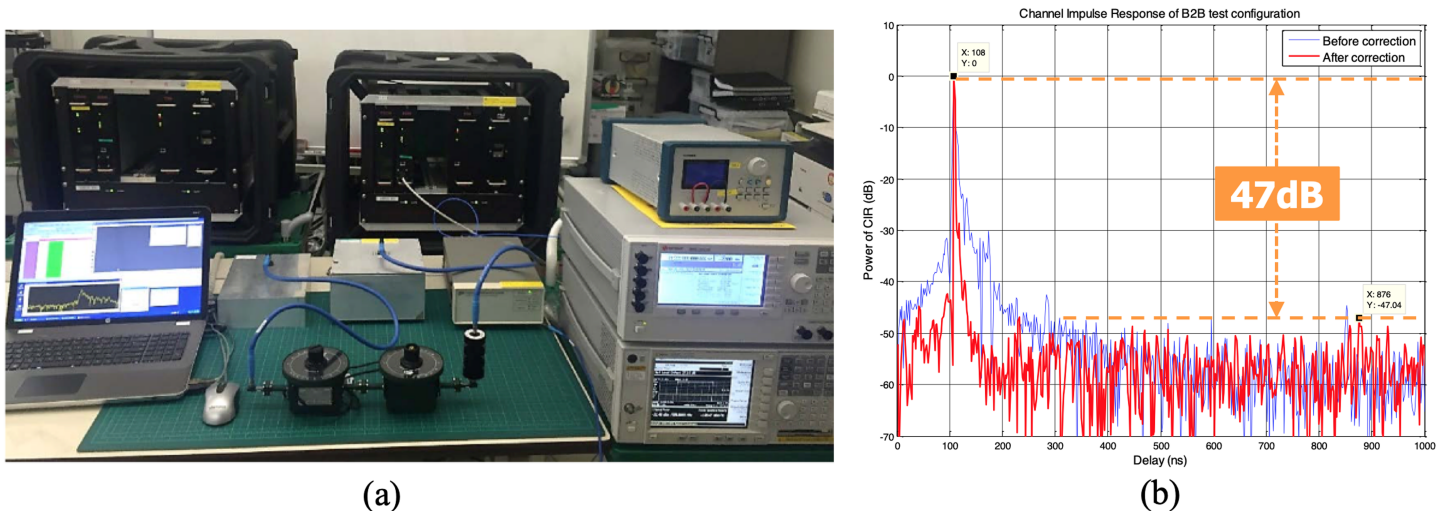 Channel Impulse Response of B2B test configuration
10
0
-10
-20
-30
-40
-50
-60
-70
Power of CIR (dB)
X: 108
Y: 0
Before correction
After correction
47dB
X: 876
Y: -47.04
0 100 200 300 400 500 600 700 800 900 1000
Delay (ns)
(a)
(b)